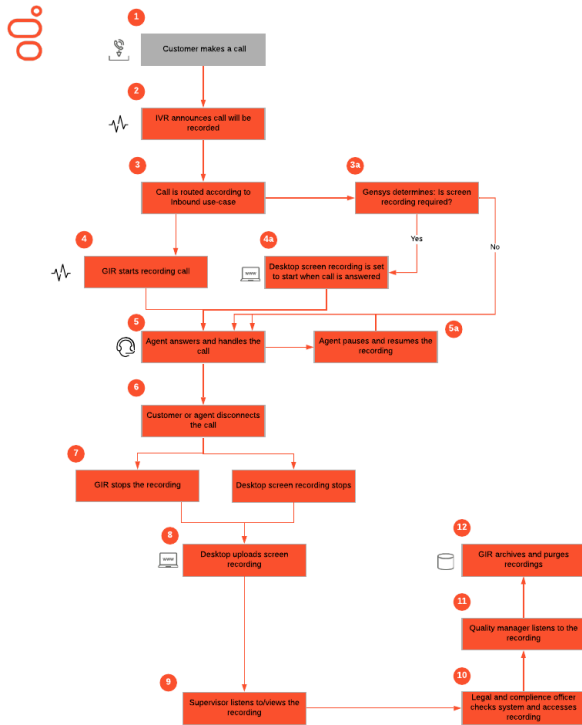 1
Customer makes a call
2
IVR announces call will be
recorded
3
Call is routed according to
inbound use-case
3a
Gensys determines: Is screen
recording required?
Yes
No
4
GIR starts recording call
4a
www
Desktop screen recording is set
to start when call is answered
5
Agent answers and handles the
call
5a
Agent pauses and resumes the
recording
6
Customer or agent disconnects
the call
7
GIR stops the recording
Desktop screen recording stops
8
www
Desktop uploads screen
recording
9
Supervisor listens to/views the
recording
10
Legal and complience officer
checks system and accesses
recording
11
Quality manager listens to the
recording
12
GIR archives and purges
recordings